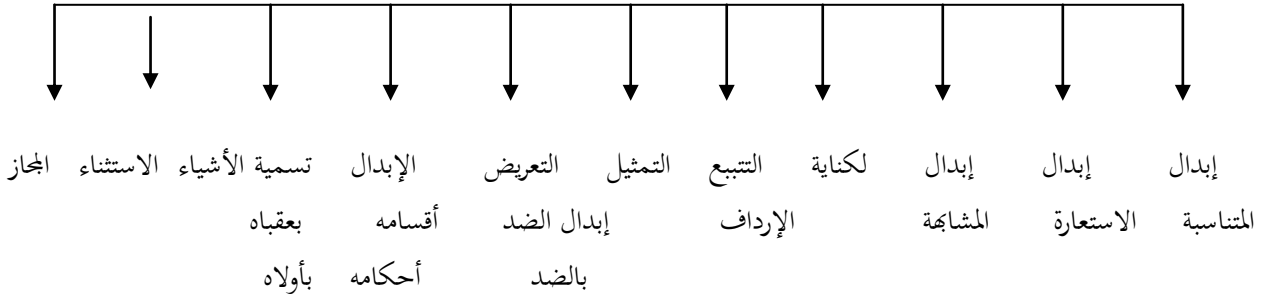 إبدال إبدال إبدال لكناية التتبيع التمثيل التعريض الإبدال تسمية الأشياء الاستثناء المجاز
المتناسبة الاستعارة المشابهة الإرداف إبدال الضد أقسامه بعقباه
بالضد أحكامه بأولاه